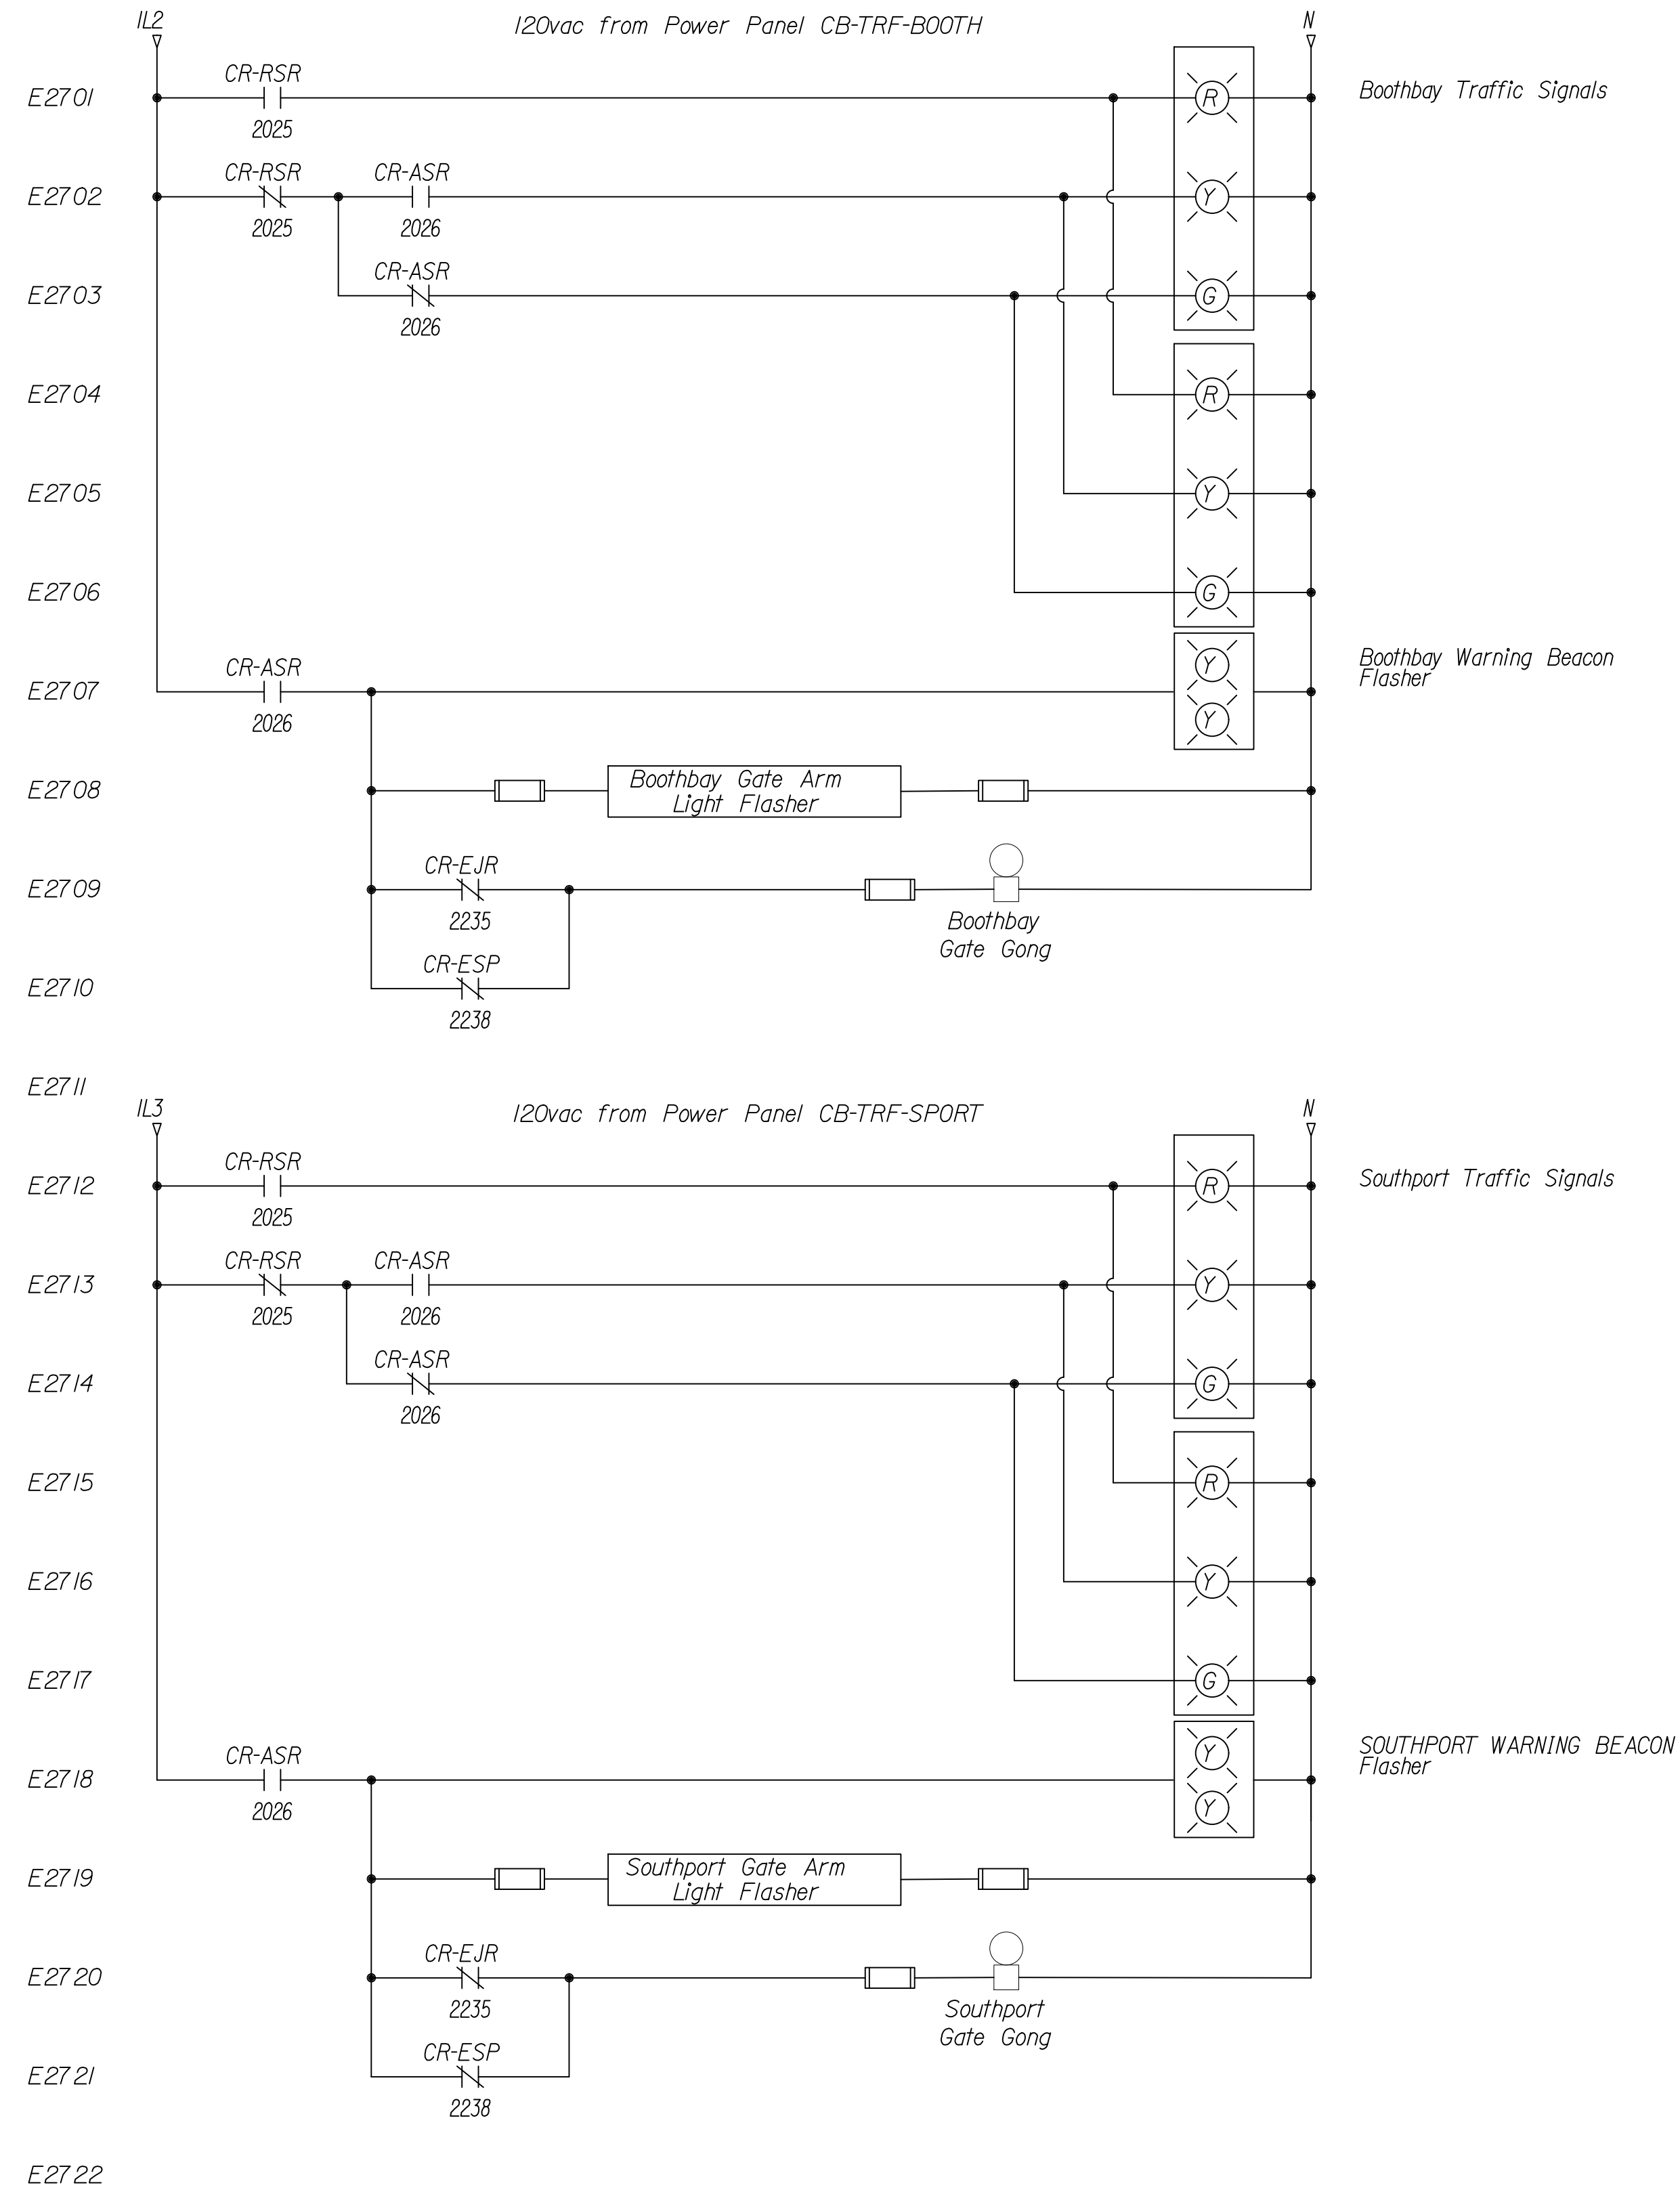 1L2
120vac from Power Panel CB-TRF-BOOTH
N
CR-RSR
E2701
R
Boothbay Traffic Signals
2025
CR-RSR
CR-ASR
E2702
Y
2025
2026
CR-ASR
E2703
G
2026
E2704
R
E2705
Y
E2706
G
Boothbay Warning Beacon
Flasher
CR-ASR
Y
E2707
Y
2026
E2708
Boothbay Gate Arm
Light Flasher
CR-EJR
E2709
2235
Boothbay
Gate Gong
CR-ESP
E2710
2238
E2711
1L3
120vac from Power Panel CB-TRF-SPORT
N
CR-RSR
E2712
R
Southport Traffic Signals
2025
CR-RSR
CR-ASR
E2713
Y
2025
2026
CR-ASR
E2714
G
2026
E2715
R
E2716
Y
E2717
G
SOUTHPORT WARNING BEACON
Flasher
CR-ASR
Y
E2718
Y
2026
E2719
Southport Gate Arm
Light Flasher
CR-EJR
E2720
2235
Southport
Gate Gong
CR-ESP
E2721
2238
E2722